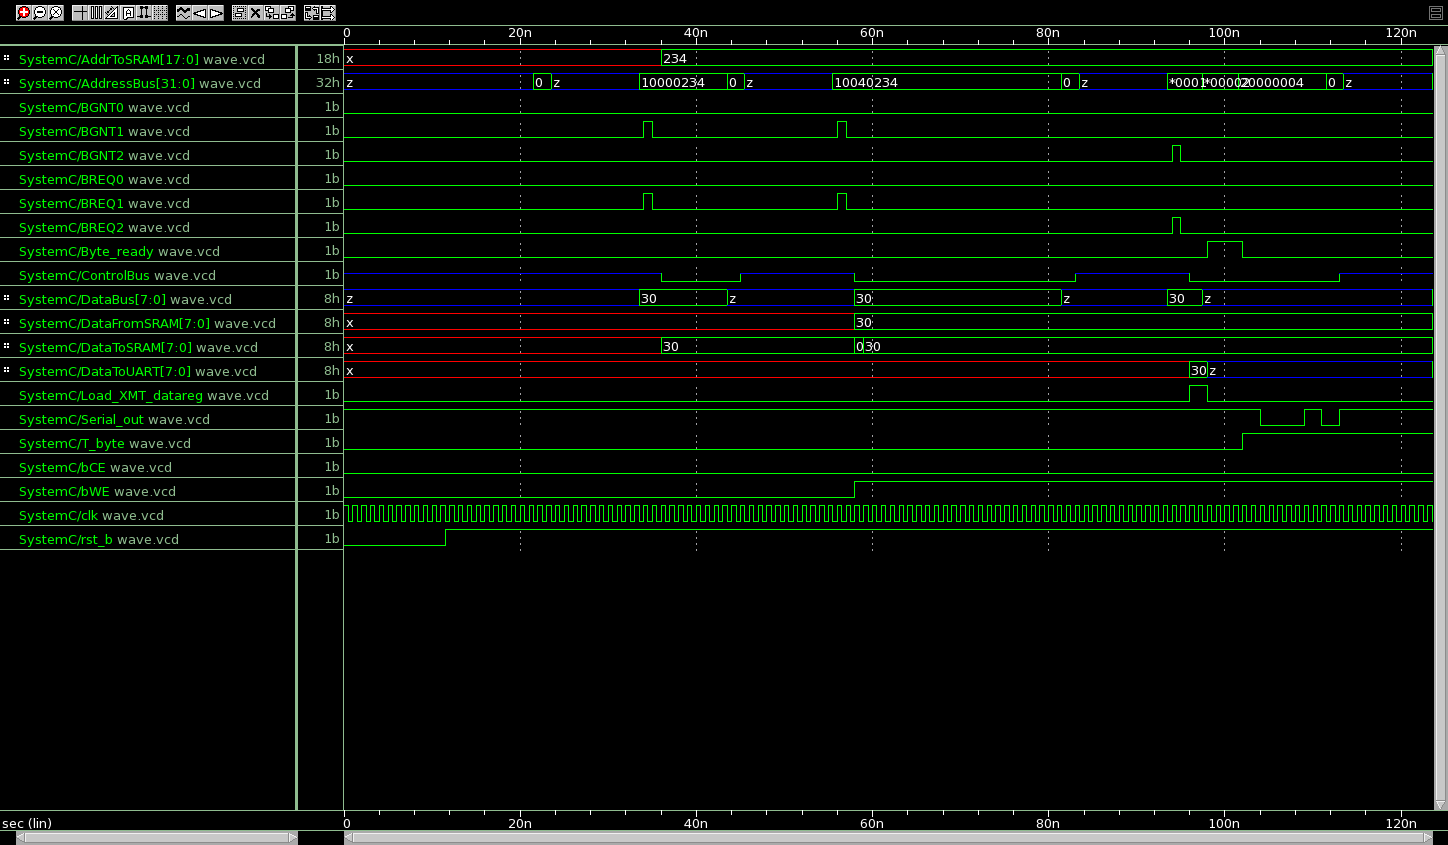 0 20n 40n 60n 80n 100n 120n
SystemC/AddrToSRAM[17:0] wave.vcd 18h x 234
SystemC/AddressBus[31:0] wave.vcd 32h z 0 z 10000234 0 z 10040234 0 z *0001 *00002 20000004 0 z
SystemC/BGNT0 wave.vcd 1b
SystemC/BGNT1 wave.vcd 1b
SystemC/BGNT2 wave.vcd 1b
SystemC/BREQ0 wave.vcd 1b
SystemC/BREQ1 wave.vcd 1b
SystemC/BREQ2 wave.vcd 1b
SystemC/Byte_ready wave.vcd 1b
SystemC/ControlBus wave.vcd 1b
SystemC/DataBus[7:0] wave.vcd 8h z 30 z 30 z 30 z
SystemC/DataFromSRAM[7:0] wave.vcd 8h x 30
SystemC/DataToSRAM[7:0] wave.vcd 8h x 30 0 30
SystemC/DataToUART[7:0] wave.vcd 8h x 30 z
SystemC/Load_XMT_datareg wave.vcd 1b
SystemC/Serial_out wave.vcd 1b
SystemC/T_byte wave.vcd 1b
SystemC/bCE wave.vcd 1b
SystemC/bWE wave.vcd 1b
SystemC/clk wave.vcd 1b
SystemC/rst_b wave.vcd 1b
sec (lin) 0 20n 40n 60n 80n 100n 120n